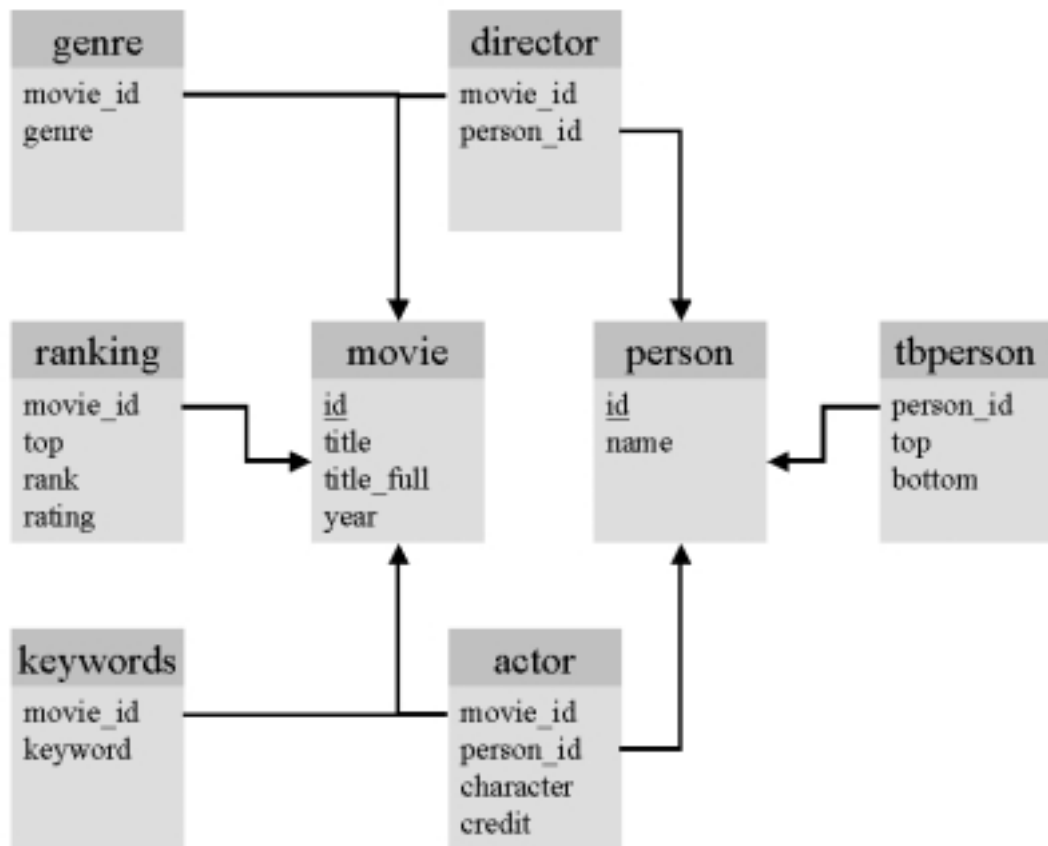 genre
movie_id
genre
director
movie_id
person_id
ranking
movie_id
top
rank
rating
movie
id
title
title_full
year
person
id
name
tbperson
person_id
top
bottom
keywords
movie_id
keyword
actor
movie_id
person_id
character
credit